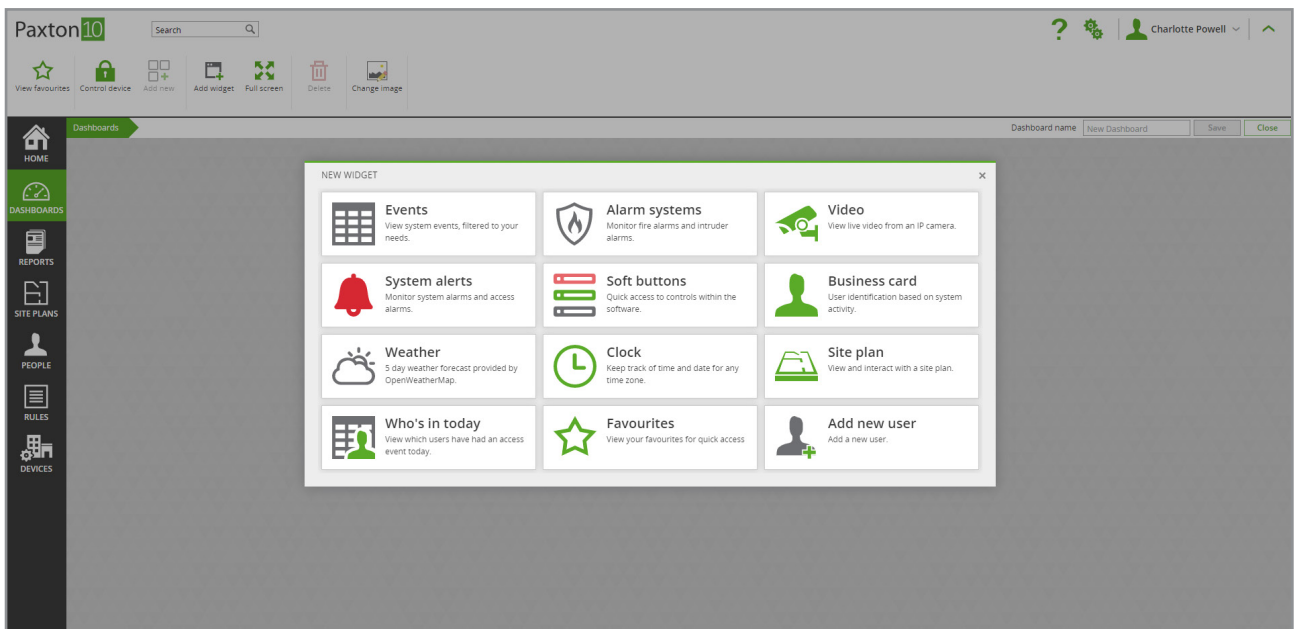 Paxton10
Search
Charlotte Powell
View favourites
Control device
Add new
Add widget
Full screen
Delete
Change image
Dashboards
Dashboard name
New Dashboard
Save
Close
HOME
DASHBOARDS
REPORTS
SITE PLANS
PEOPLE
RULES
DEVICES
NEW WIDGET
Events
View system events, filtered to your
needs.
Alarm systems
Monitor fire alarms and intruder
alarms.
Video
View live video from an IP camera.
System alerts
Monitor system alarms and access
alarms.
Soft buttons
Quick access to controls within the
software.
Business card
User identification based on system
activity.
Weather
5 day weather forecast provided by
OpenWeatherMap.
Clock
Keep track of time and date for any
time zone.
Site plan
View and interact with a site plan.
Who's in today
View which users have had an access
event today.
Favourites
View your favourites for quick access
Add new user
Add a new user.